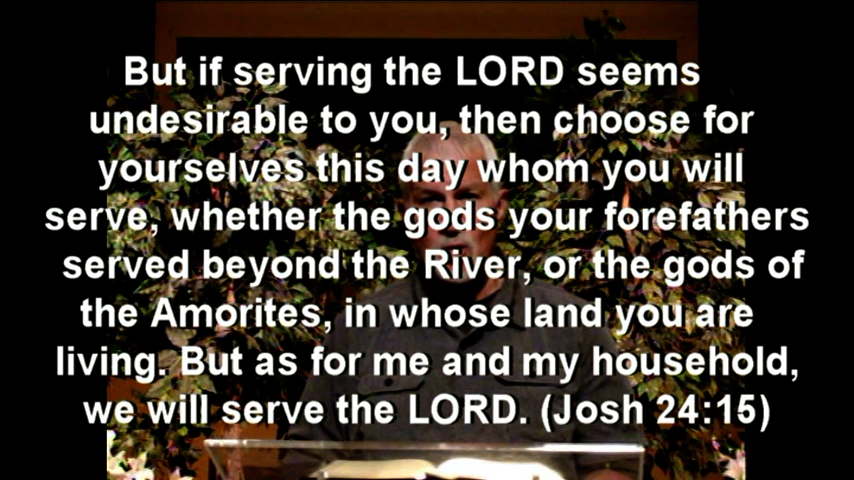 But if serving the LORD seems
undesirable to you, then choose for
yourselves this day whom you will
serve, whether the gods your forefathers
served beyond the River, or the gods of
the Amorites, in whose land you are
living. But as for me and my household,
we will serve the LORD. (Josh 24:15)